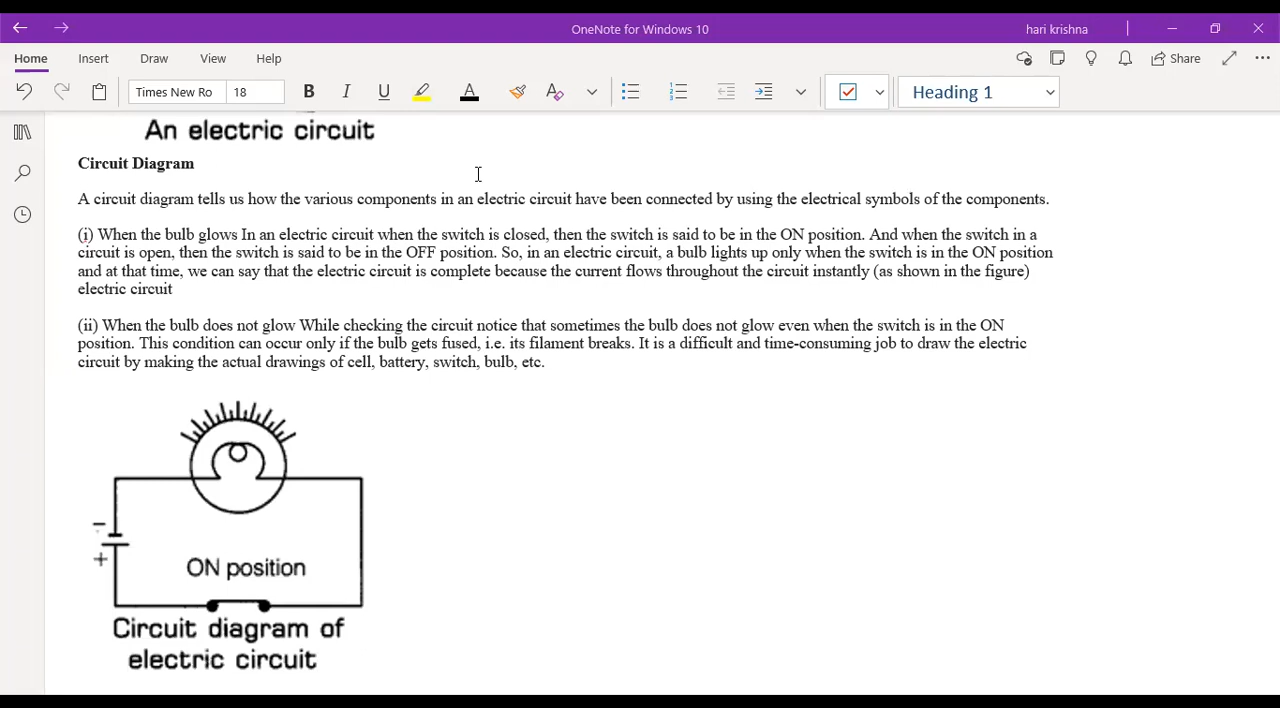 OneNote for Windows 10
hari krishna
Home
Insert
Draw
View
Help
Share
Times New Ro
18
B
I
U
A
A
Heading 1
An electric circuit
Circuit Diagram
A circuit diagram tells us how the various components in an electric circuit have been connected by using the electrical symbols of the components.
(i) When the bulb glows In an electric circuit when the switch is closed, then the switch is said to be in the ON position. And when the switch in a
circuit is open, then the switch is said to be in the OFF position. So, in an electric circuit, a bulb lights up only when the switch is in the ON position
and at that time, we can say that the electric circuit is complete because the current flows throughout the circuit instantly (as shown in the figure)
electric circuit
(ii) When the bulb does not glow While checking the circuit notice that sometimes the bulb does not glow even when the switch is in the ON
position. This condition can occur only if the bulb gets fused, i.e. its filament breaks. It is a difficult and time-consuming job to draw the electric
circuit by making the actual drawings of cell, battery, switch, bulb, etc.
−
+
ON position
Circuit diagram of
electric circuit